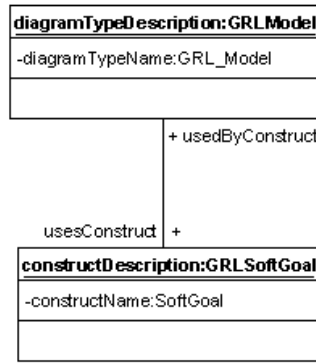 diagramTypeDescription:GRLModel
-diagramTypeName:GRL_Model
+ usedByConstruct
usesConstruct +
constructDescription:GRLSoftGoal
-constructName:SoftGoal